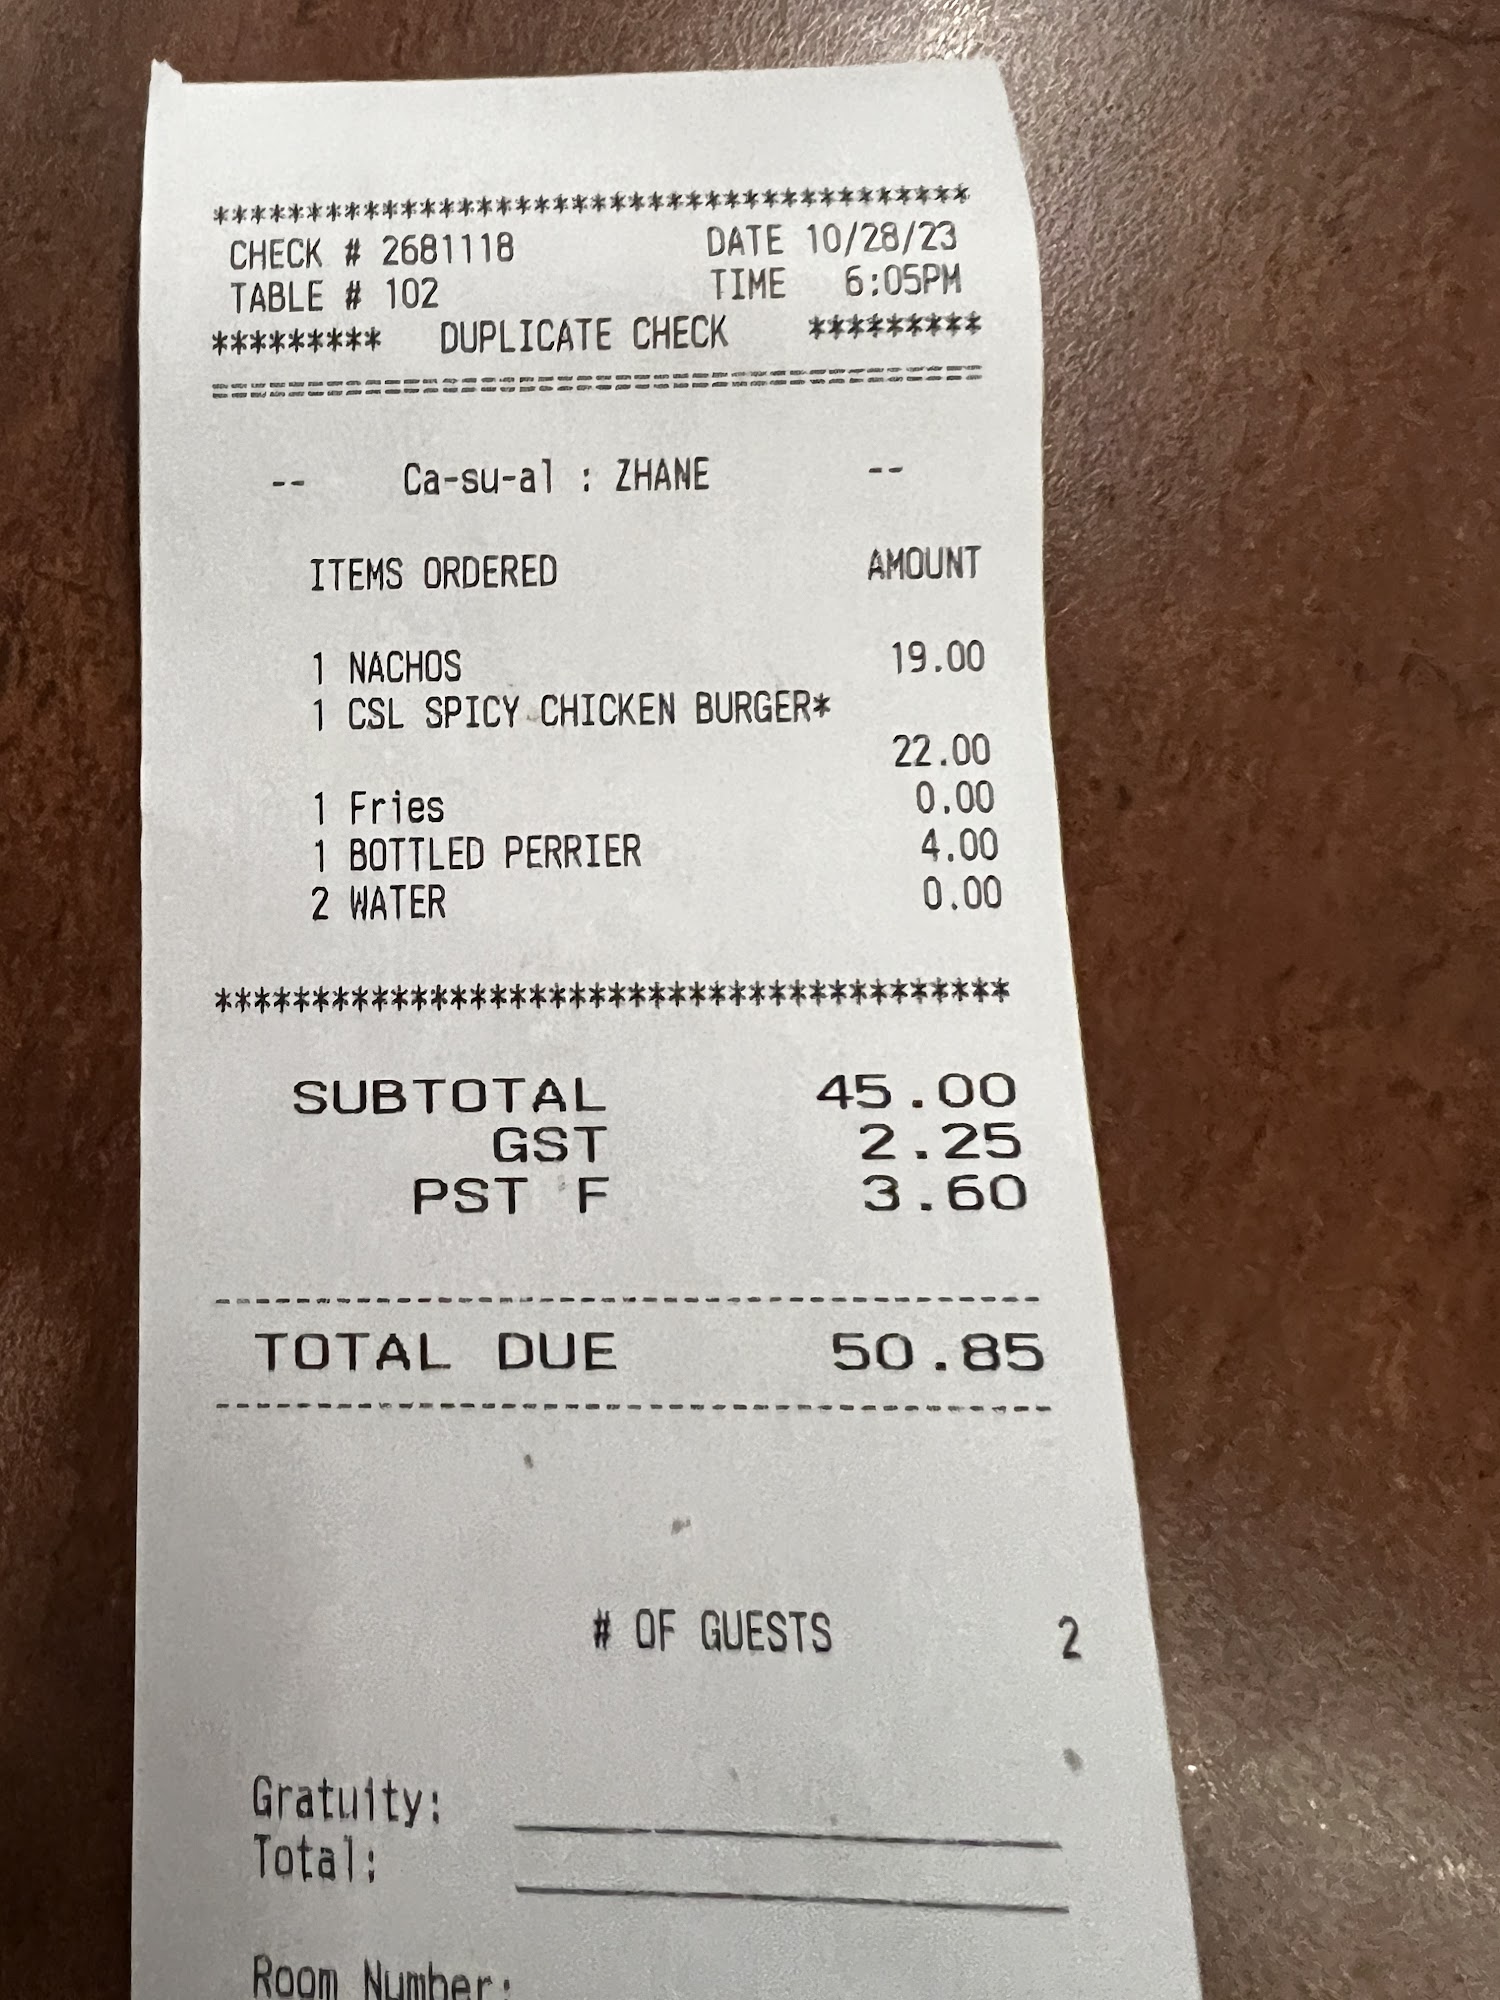 ****************************************
CHECK # 2681118 DATE 10/28/23
TABLE # 102 TIME 6:05PM
********* DUPLICATE CHECK *********
========================================
-- Ca-su-al : ZHANE --
ITEMS ORDERED AMOUNT
1 NACHOS 19.00
1 CSL SPICY CHICKEN BURGER*
22.00
1 Fries 0.00
1 BOTTLED PERRIER 4.00
2 WATER 0.00
****************************************
SUBTOTAL 45.00
GST 2.25
PST F 3.60
----------------------------------------
TOTAL DUE 50.85
----------------------------------------
# OF GUESTS 2
Gratuity: ____________________
Total: ____________________
Room Number: